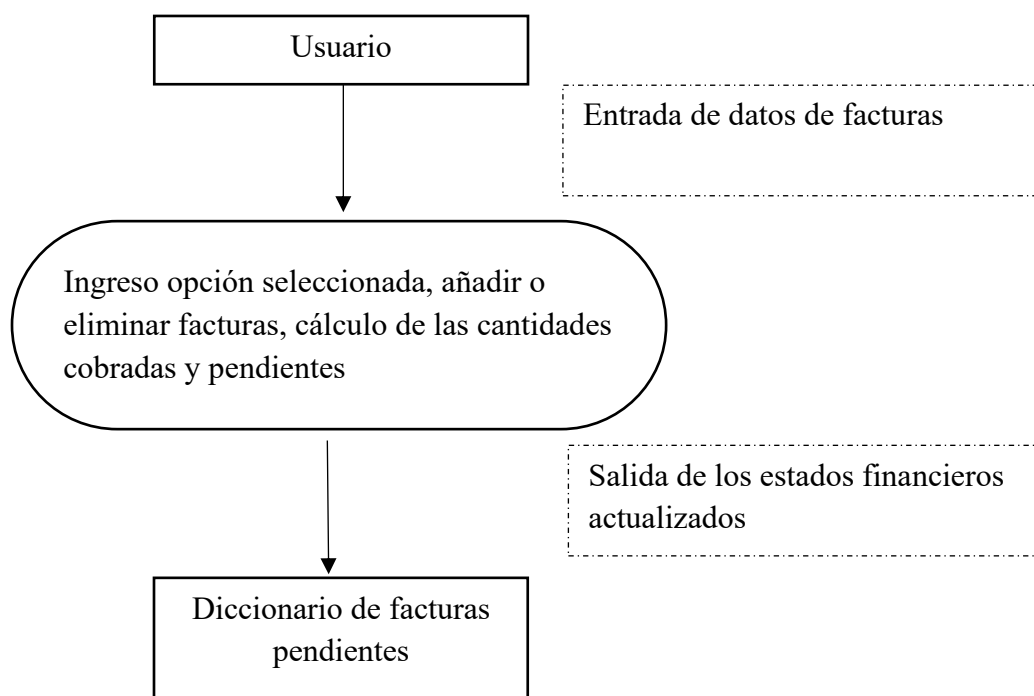 Usuario
Entrada de datos de facturas
Ingreso opción seleccionada, añadir o
eliminar facturas, cálculo de las cantidades
cobradas y pendientes
Salida de los estados financieros
actualizados
Diccionario de facturas
pendientes